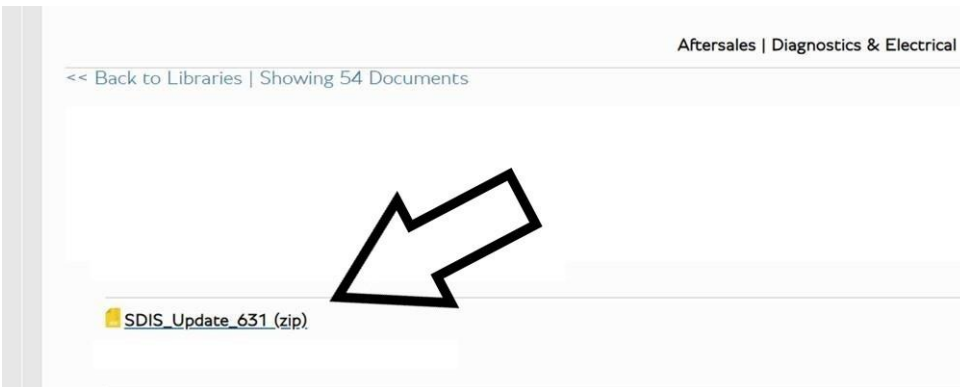 Aftersales | Diagnostics & Electrical
<< Back to Libraries | Showing 54 Documents
SDIS_Update_631 (zip)